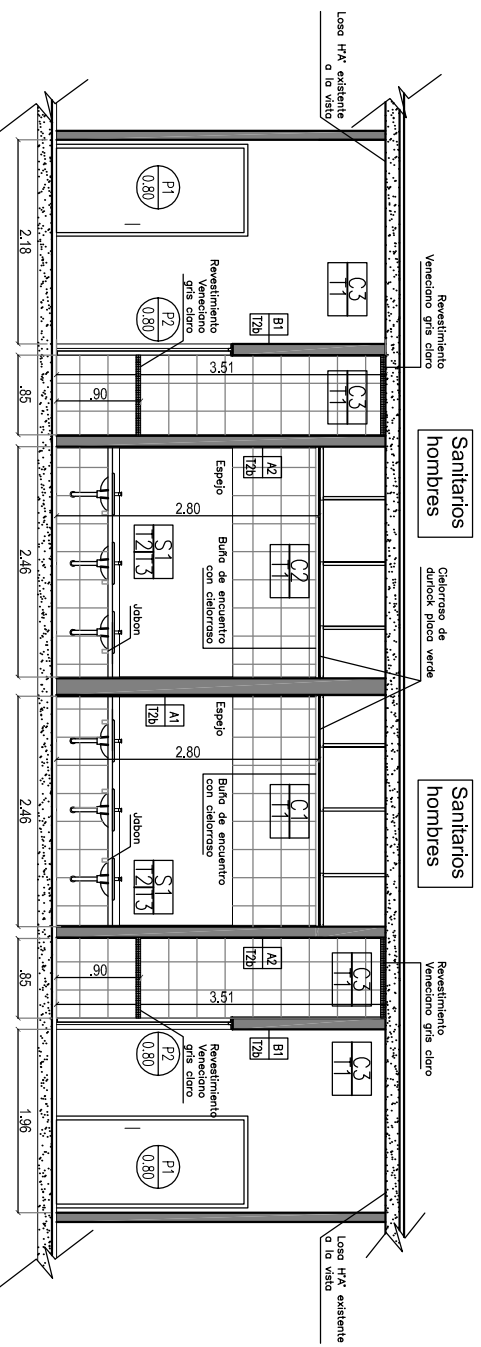 Losa H°A° existente
a la vista
Revestimiento
Veneciano gris claro
Sanitarios
hombres
Cielorraso de
durlock placa verde
Sanitarios
hombres
Revestimiento
Veneciano gris claro
Losa H°A° existente
a la vista
C3
T1
C3
T1
C2
T1
C1
T1
C3
T1
C3
T1
B1
T2b
A2
T2b
A1
T2b
A2
T2b
B1
T2b
Revestimiento
Veneciano
gris claro
3.51
Espejo
Buña de encuentro
con cielorraso
2.80
Espejo
Buña de encuentro
con cielorraso
2.80
3.51
Revestimiento
Veneciano
gris claro
P1
0.80
P2
0.80
.90
S1
T2 T3
Jabon
S1
T2 T3
Jabon
.90
P2
0.80
P1
0.80
2.18
.85
2.46
2.46
.85
1.96